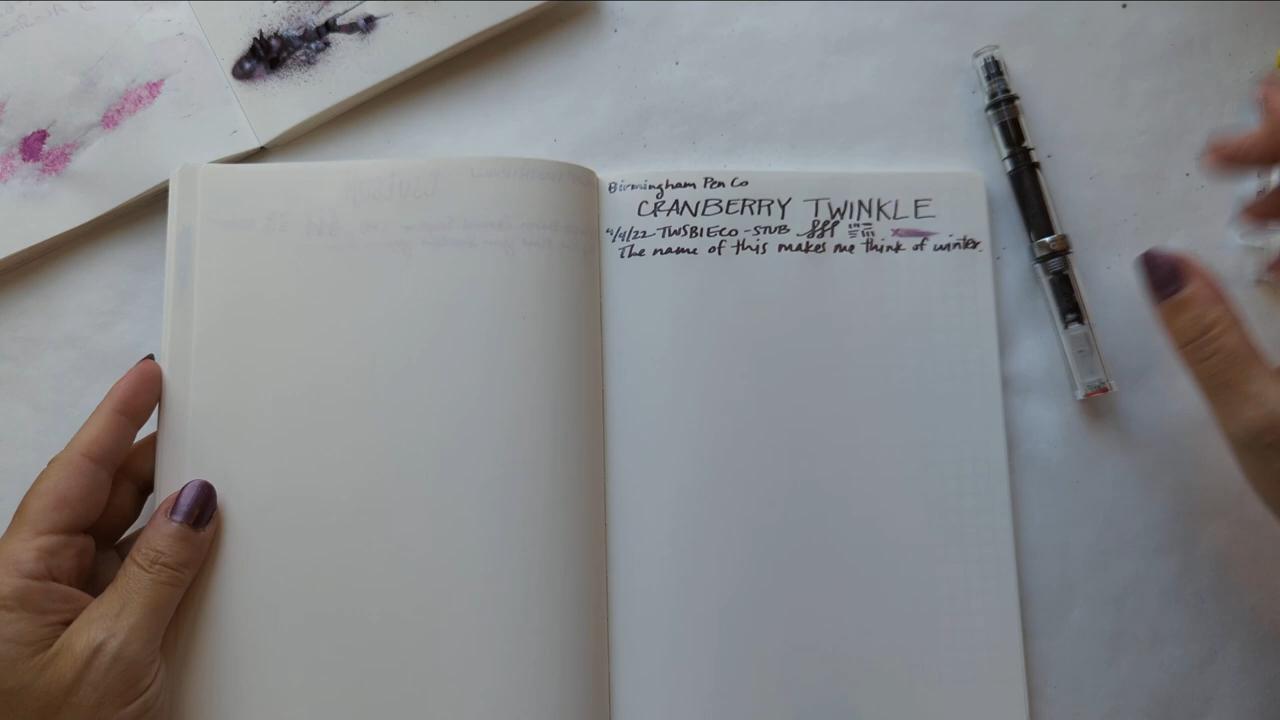 Birmingham Pen Co
CRANBERRY TWINKLE
4/4/22 - TWSBI ECO - STUB
The name of this makes me think of winter.